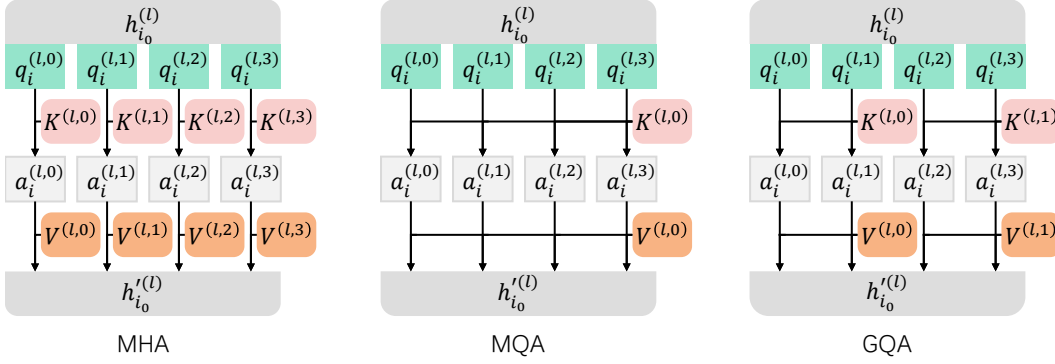 h_{i_0}^{(l)} h_{i_0}^{(l)} h_{i_0}^{(l)}
q_i^{(l,0)} q_i^{(l,1)} q_i^{(l,2)} q_i^{(l,3)} q_i^{(l,0)} q_i^{(l,1)} q_i^{(l,2)} q_i^{(l,3)} q_i^{(l,0)} q_i^{(l,1)} q_i^{(l,2)} q_i^{(l,3)}
K^{(l,0)} K^{(l,1)} K^{(l,2)} K^{(l,3)} K^{(l,0)} K^{(l,0)} K^{(l,1)}
a_i^{(l,0)} a_i^{(l,1)} a_i^{(l,2)} a_i^{(l,3)} a_i^{(l,0)} a_i^{(l,1)} a_i^{(l,2)} a_i^{(l,3)} a_i^{(l,0)} a_i^{(l,1)} a_i^{(l,2)} a_i^{(l,3)}
V^{(l,0)} V^{(l,1)} V^{(l,2)} V^{(l,3)} V^{(l,0)} V^{(l,0)} V^{(l,1)}
h_{i_0}'^{(l)} h_{i_0}'^{(l)} h_{i_0}'^{(l)}
MHA MQA GQA